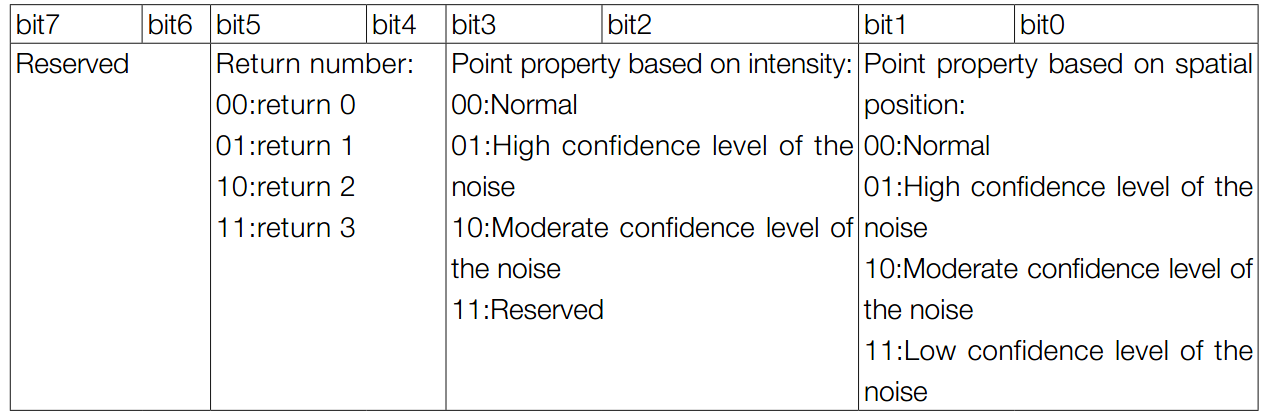 bit7 bit6 bit5 bit4 bit3 bit2 bit1 bit0
Reserved
Return number:
00:return 0
01:return 1
10:return 2
11:return 3
Point property based on intensity:
00:Normal
01:High confidence level of the
noise
10:Moderate confidence level of
the noise
11:Reserved
Point property based on spatial
position:
00:Normal
01:High confidence level of the
noise
10:Moderate confidence level of
the noise
11:Low confidence level of the
noise